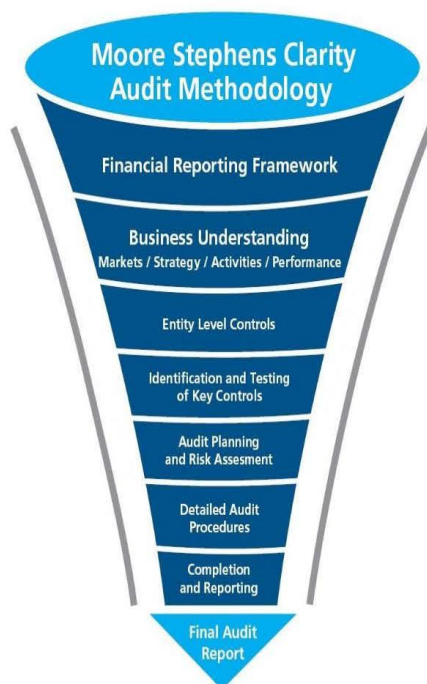 Moore Stephens Clarity
Audit Methodology
Financial Reporting Framework
Business Understanding
Markets / Strategy / Activities / Performance
Entity Level Controls
Identification and Testing
of Key Controls
Audit Planning
and Risk Assesment
Detailed Audit
Procedures
Completion
and Reporting
Final Audit
Report